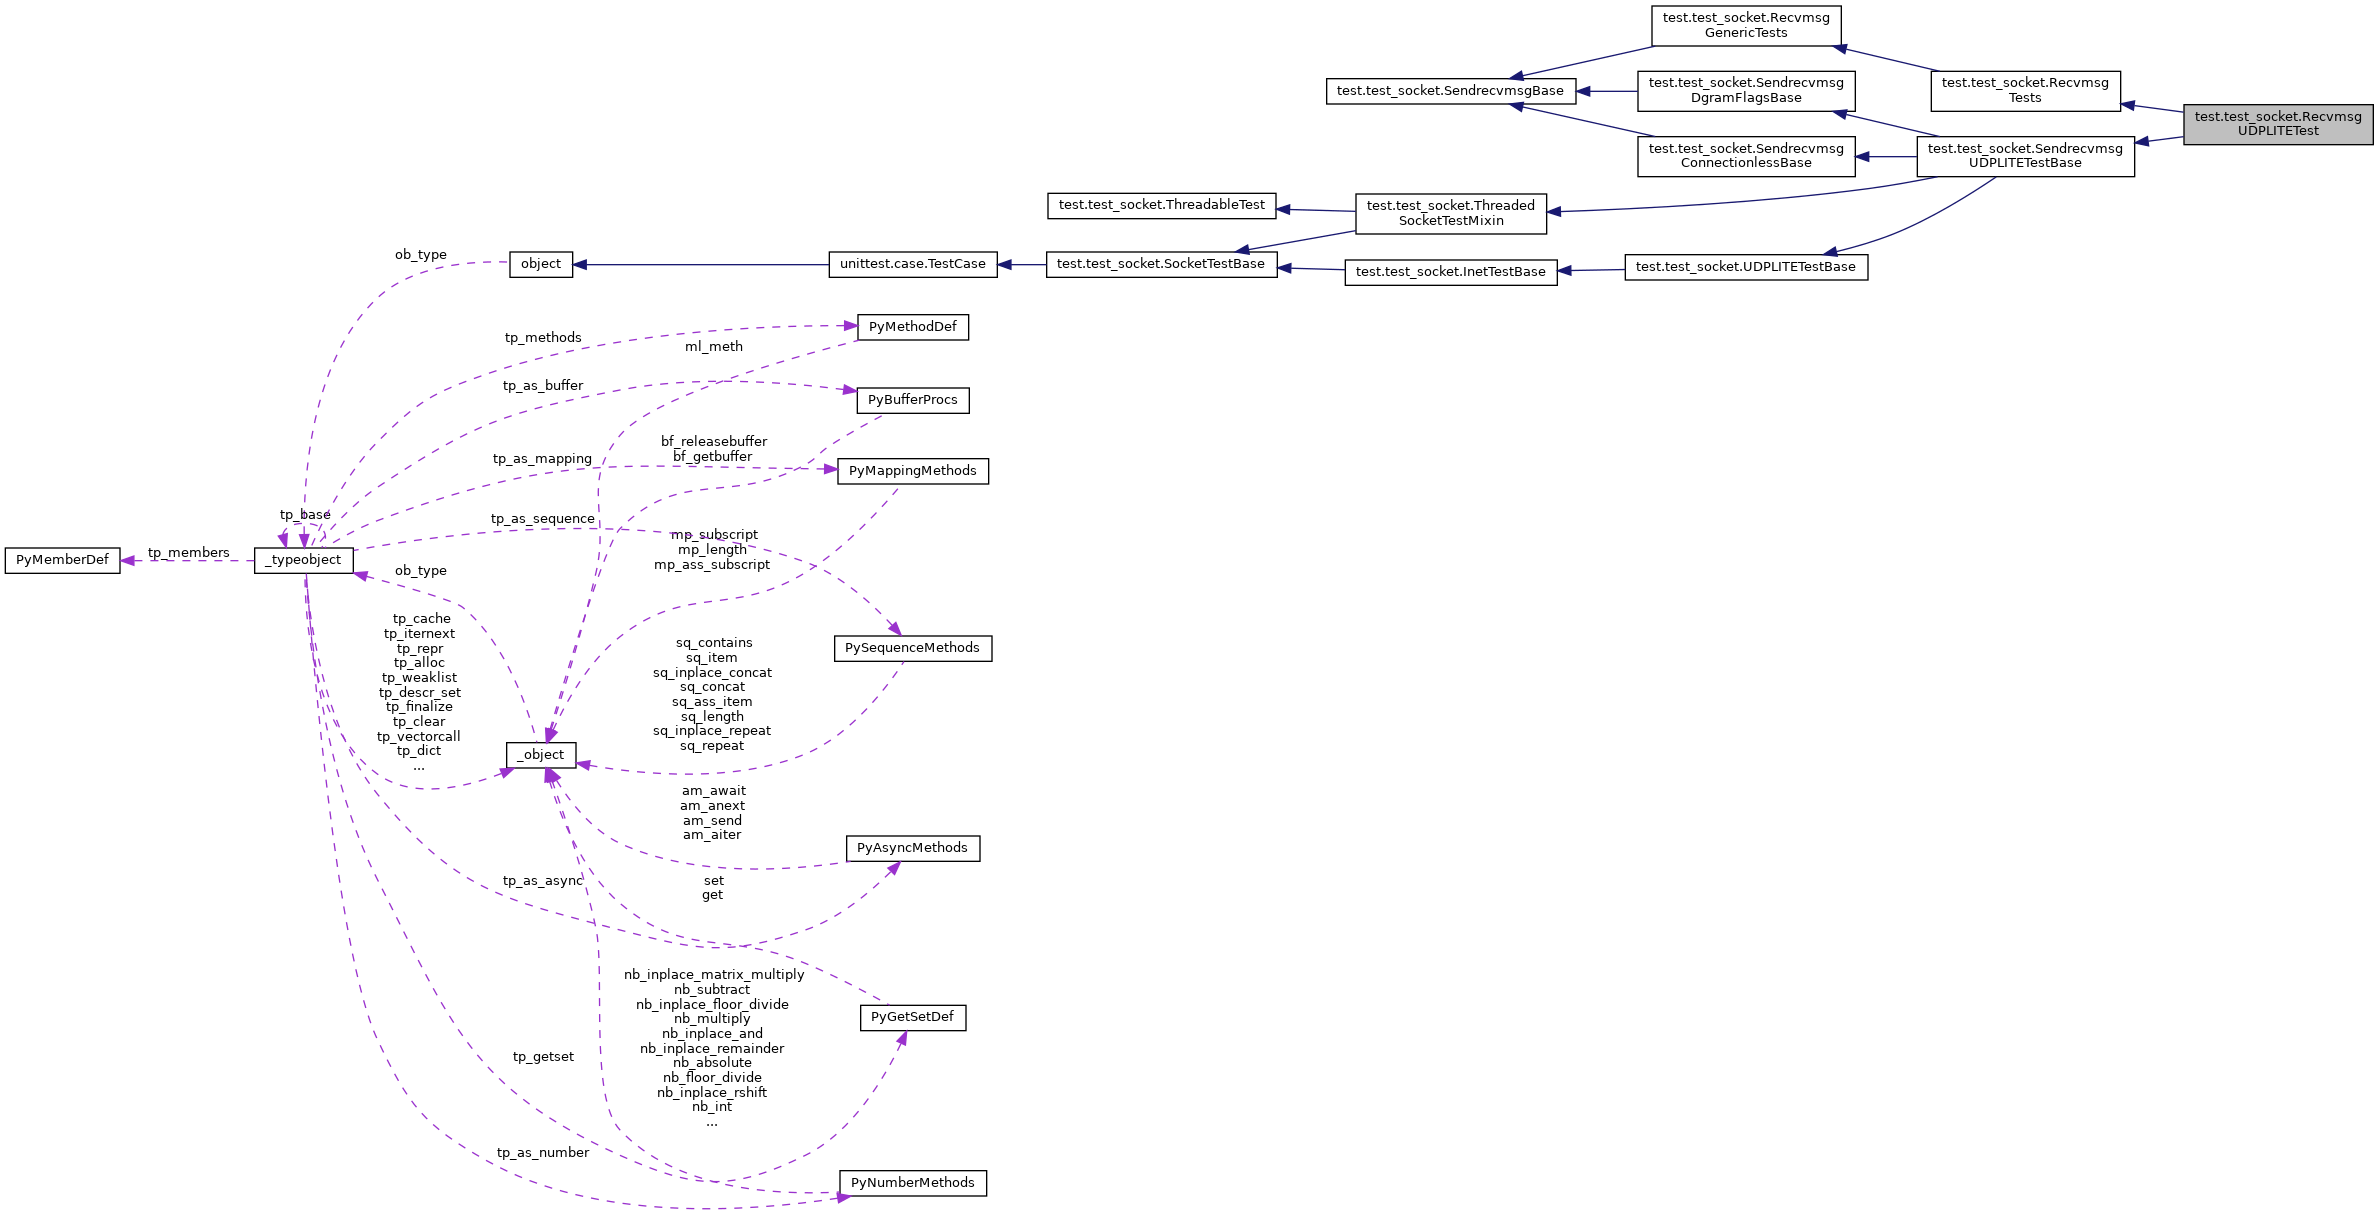 test.test_socket.Recvmsg
GenericTests
test.test_socket.SendrecvmsgBase
test.test_socket.Sendrecvmsg
DgramFlagsBase
test.test_socket.Recvmsg
Tests
test.test_socket.Recvmsg
UDPLITETest
test.test_socket.Sendrecvmsg
ConnectionlessBase
test.test_socket.Sendrecvmsg
UDPLITETestBase
test.test_socket.ThreadableTest
test.test_socket.Threaded
SocketTestMixin
ob_type
object
unittest.case.TestCase
test.test_socket.SocketTestBase
test.test_socket.InetTestBase
test.test_socket.UDPLITETestBase
tp_methods
ml_meth
PyMethodDef
tp_as_buffer
PyBufferProcs
bf_releasebuffer
bf_getbuffer
tp_as_mapping
PyMappingMethods
tp_base
tp_as_sequence
mp_subscript
mp_length
mp_ass_subscript
PyMemberDef
tp_members
_typeobject
ob_type
tp_cache
tp_iternext
tp_repr
tp_alloc
tp_weaklist
tp_descr_set
tp_finalize
tp_clear
tp_vectorcall
tp_dict
...
sq_contains
sq_item
sq_inplace_concat
sq_concat
sq_ass_item
sq_length
sq_inplace_repeat
sq_repeat
PySequenceMethods
_object
am_await
am_anext
am_send
am_aiter
PyAsyncMethods
tp_as_async
set
get
nb_inplace_matrix_multiply
nb_subtract
nb_inplace_floor_divide
nb_multiply
nb_inplace_and
nb_inplace_remainder
nb_absolute
nb_floor_divide
nb_inplace_rshift
nb_int
...
PyGetSetDef
tp_getset
tp_as_number
PyNumberMethods